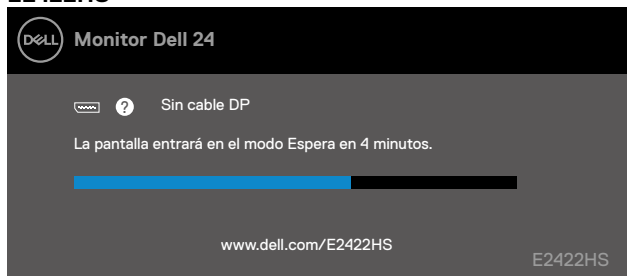 E2422HS
DELL Monitor Dell 24
? Sin cable DP
La pantalla entrará en el modo Espera en 4 minutos.
www.dell.com/E2422HS
E2422HS